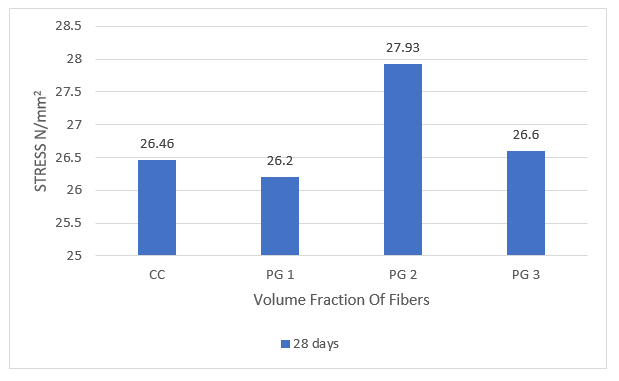 28.5
28
27.5
27
26.5
26
25.5
25
STRESS N/mm²
26.46
26.2
27.93
26.6
CC
PG 1
PG 2
PG 3
Volume Fraction Of Fibers
28 days